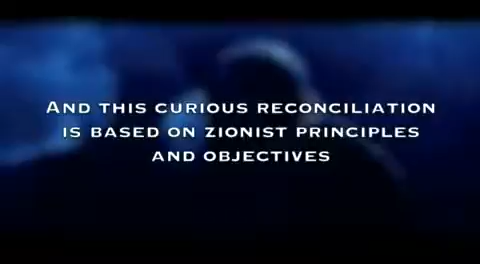 AND THIS CURIOUS RECONCILIATION
IS BASED ON ZIONIST PRINCIPLES
AND OBJECTIVES